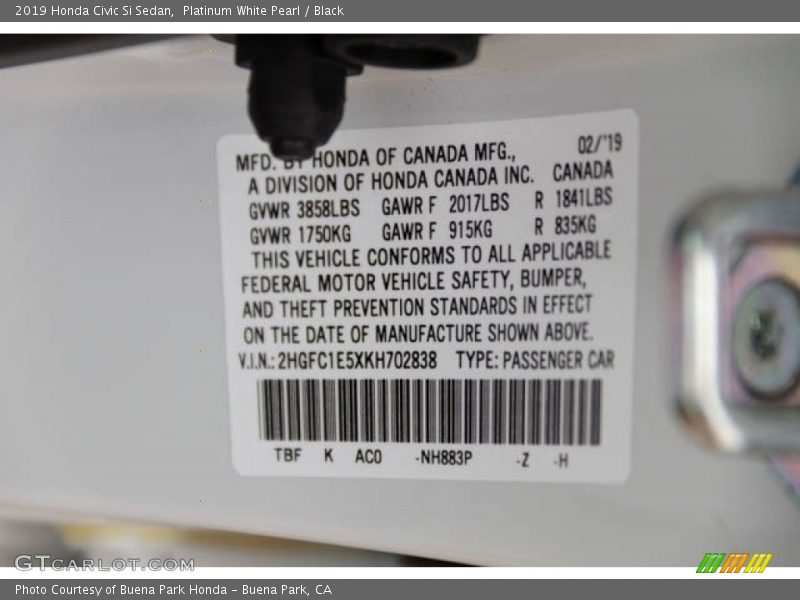 2019 Honda Civic Si Sedan, Platinum White Pearl / Black
MFD. BY HONDA OF CANADA MFG., 02/'19
A DIVISION OF HONDA CANADA INC. CANADA
GVWR 3858LBS GAWR F 2017LBS R 1841LBS
GVWR 1750KG GAWR F 915KG R 835KG
THIS VEHICLE CONFORMS TO ALL APPLICABLE
FEDERAL MOTOR VEHICLE SAFETY, BUMPER,
AND THEFT PREVENTION STANDARDS IN EFFECT
ON THE DATE OF MANUFACTURE SHOWN ABOVE.
V.I.N.: 2HGFC1E5XKH702838 TYPE: PASSENGER CAR
TBF K AC0 -NH883P -Z -H
GTCARLOT.COM
Photo Courtesy of Buena Park Honda – Buena Park, CA